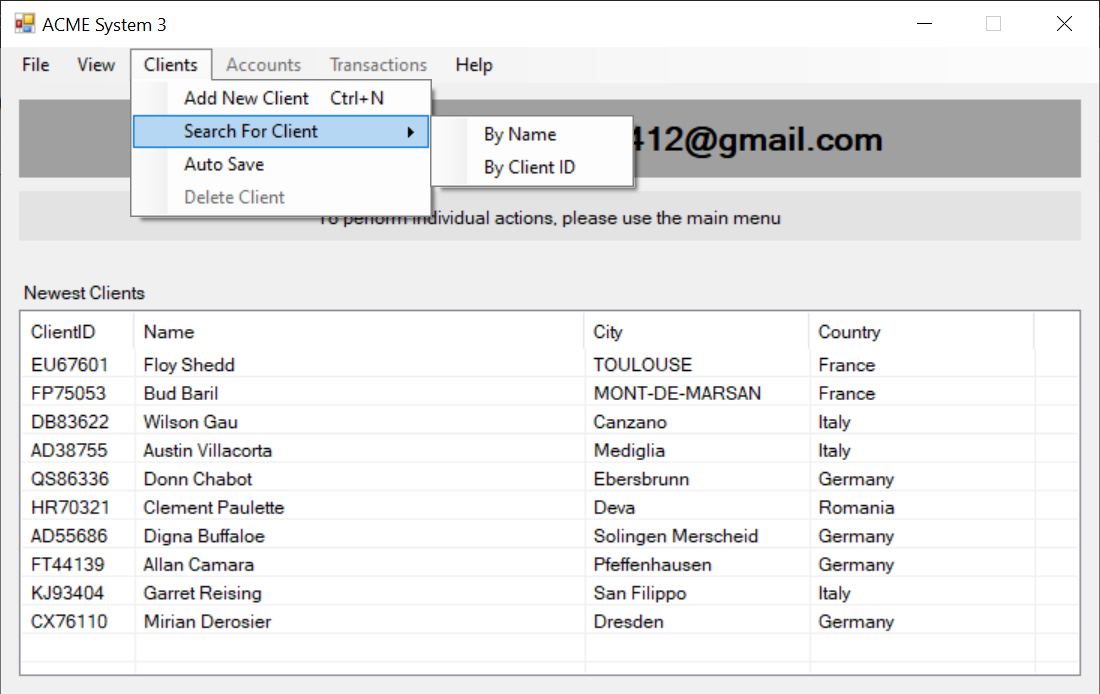 ACME System 3
File View Clients Accounts Transactions Help
Add New Client Ctrl+N
Search For Client
By Name
By Client ID
Auto Save
Delete Client
412@gmail.com
To perform individual actions, please use the main menu
Newest Clients
ClientID Name City Country
EU67601 Floy Shedd TOULOUSE France
FP75053 Bud Baril MONT-DE-MARSAN France
DB83622 Wilson Gau Canzano Italy
AD38755 Austin Villacorta Mediglia Italy
QS86336 Donn Chabot Ebersbrunn Germany
HR70321 Clement Paulette Deva Romania
AD55686 Digna Buffaloe Solingen Merscheid Germany
FT44139 Allan Camara Pfeffenhausen Germany
KJ93404 Garret Reising San Filippo Italy
CX76110 Mirian Derosier Dresden Germany